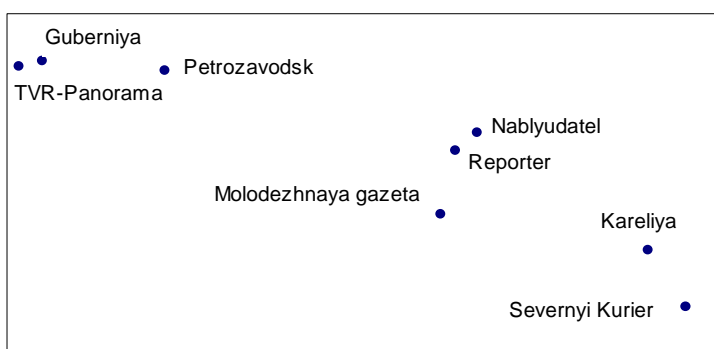 Guberniya
Petrozavodsk
TVR-Panorama
Nablyudatel
Reporter
Molodezhnaya gazeta
Kareliya
Severnyi Kurier